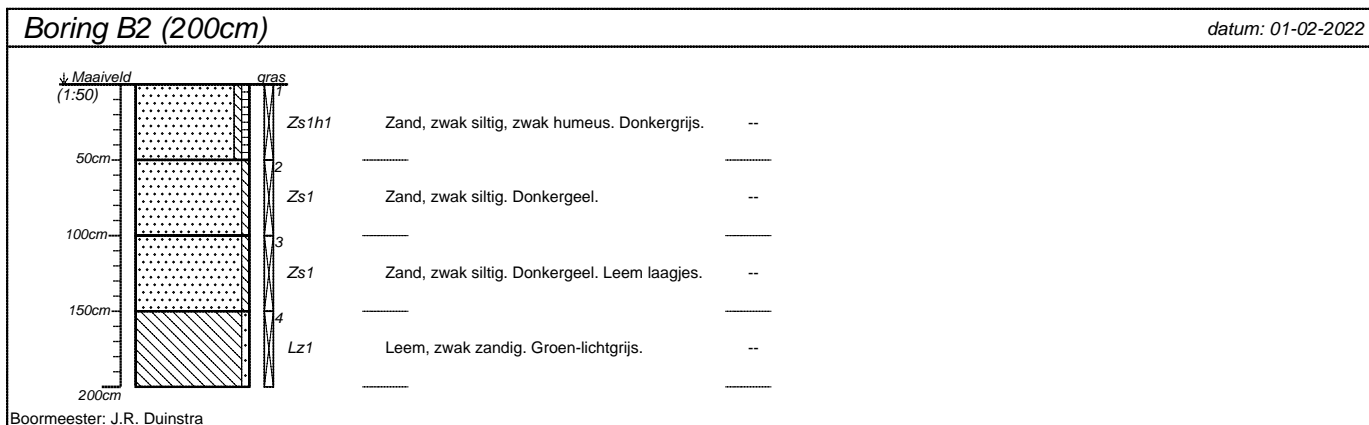 Boring B2 (200cm) datum: 01-02-2022
Maaiveld gras
(1:50) 1
Zs1h1 Zand, zwak siltig, zwak humeus. Donkergrijs. --
50cm
2
Zs1 Zand, zwak siltig. Donkergeel. --
100cm
3
Zs1 Zand, zwak siltig. Donkergeel. Leem laagjes. --
150cm
4
Lz1 Leem, zwak zandig. Groen-lichtgrijs. --
200cm
Boormeester: J.R. Duinstra